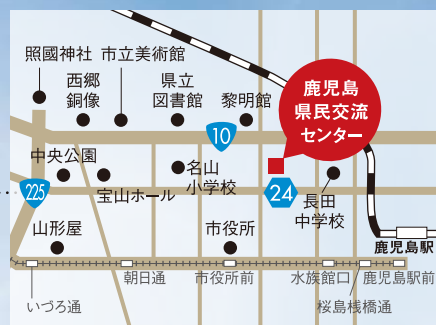 照國神社
市立美術館
西郷
銅像
県立
図書館
黎明館
鹿児島
県民交流
センター
10
中央公園
宝山ホール
名山
小学校
225
24
長田
中学校
山形屋
市役所
鹿児島駅
朝日通
市役所前
水族館口
鹿児島駅前
いづろ通
桜島桟橋通